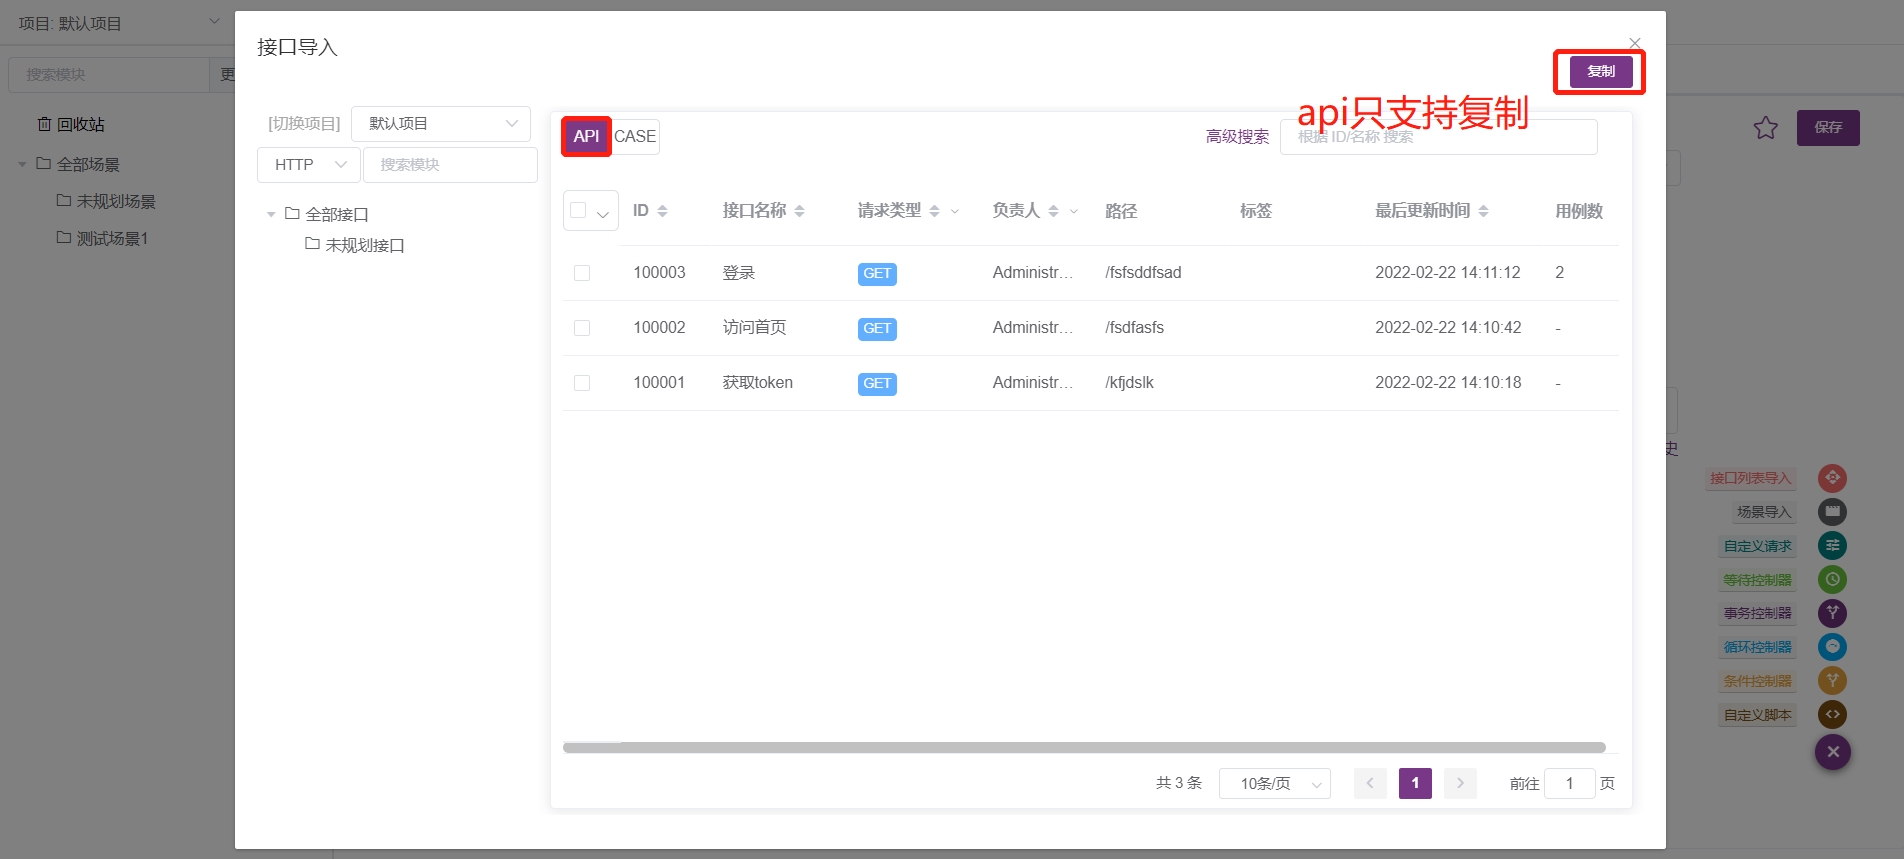 项目: 默认项目
搜索模块
更
回收站
全部场景
未规划场景
测试场景1
接口导入
复制
api只支持复制
[切换项目]
默认项目
HTTP
搜索模块
全部接口
未规划接口
API
CASE
高级搜索
根据 ID/名称 搜索
ID 接口名称 请求类型 负责人 路径 标签 最后更新时间 用例数
100003 登录 GET Administr... /fsfsddfsad 2022-02-22 14:11:12 2
100002 访问首页 GET Administr... /fsdfasfs 2022-02-22 14:10:42 -
100001 获取token GET Administr... /kfjdslk 2022-02-22 14:10:18 -
共 3 条 10条/页 1 前往 1 页
保存
史
接口列表导入
场景导入
自定义请求
等待控制器
事务控制器
循环控制器
条件控制器
自定义脚本